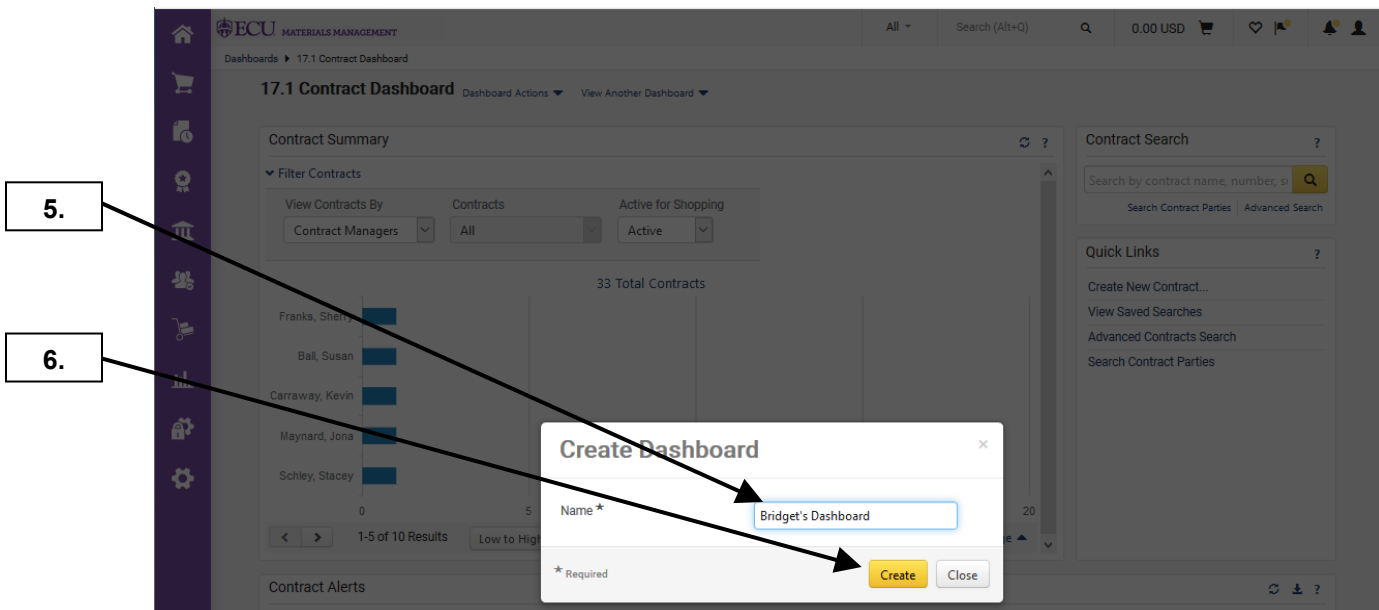 ECU MATERIALS MANAGEMENT
All
Search (Alt+Q)
0.00 USD
Dashboards 17.1 Contract Dashboard
17.1 Contract Dashboard Dashboard Actions View Another Dashboard
Contract Summary
?
Filter Contracts
View Contracts By Contracts Active for Shopping
Contract Managers All Active
33 Total Contracts
Franks, Sherry
Ball, Susan
Carraway, Kevin
Maynard, Jona
Schley, Stacey
0 5 20
1-5 of 10 Results Low to High
Contract Search ?
Search by contract name, number, s
Search Contract Parties Advanced Search
Quick Links ?
Create New Contract...
View Saved Searches
Advanced Contracts Search
Search Contract Parties
5.
6.
Create Dashboard ×
Name ★ Bridget's Dashboard
★ Required Create Close
Contract Alerts ?